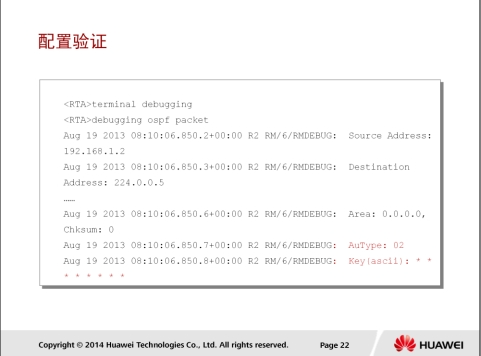 配置验证
<RTA>terminal debugging
<RTA>debugging ospf packet
Aug 19 2013 08:10:06.850.2+00:00 R2 RM/6/RMDEBUG:  Source Address:
192.168.1.2
Aug 19 2013 08:10:06.850.3+00:00 R2 RM/6/RMDEBUG:  Destination
Address: 224.0.0.5
……
Aug 19 2013 08:10:06.850.6+00:00 R2 RM/6/RMDEBUG:  Area: 0.0.0.0,
Chksum: 0
Aug 19 2013 08:10:06.850.7+00:00 R2 RM/6/RMDEBUG:  AuType: 02
Aug 19 2013 08:10:06.850.8+00:00 R2 RM/6/RMDEBUG:  Key(ascii): * *
* * * * * *
Copyright © 2014 Huawei Technologies Co., Ltd. All rights reserved.
Page 22
HUAWEI